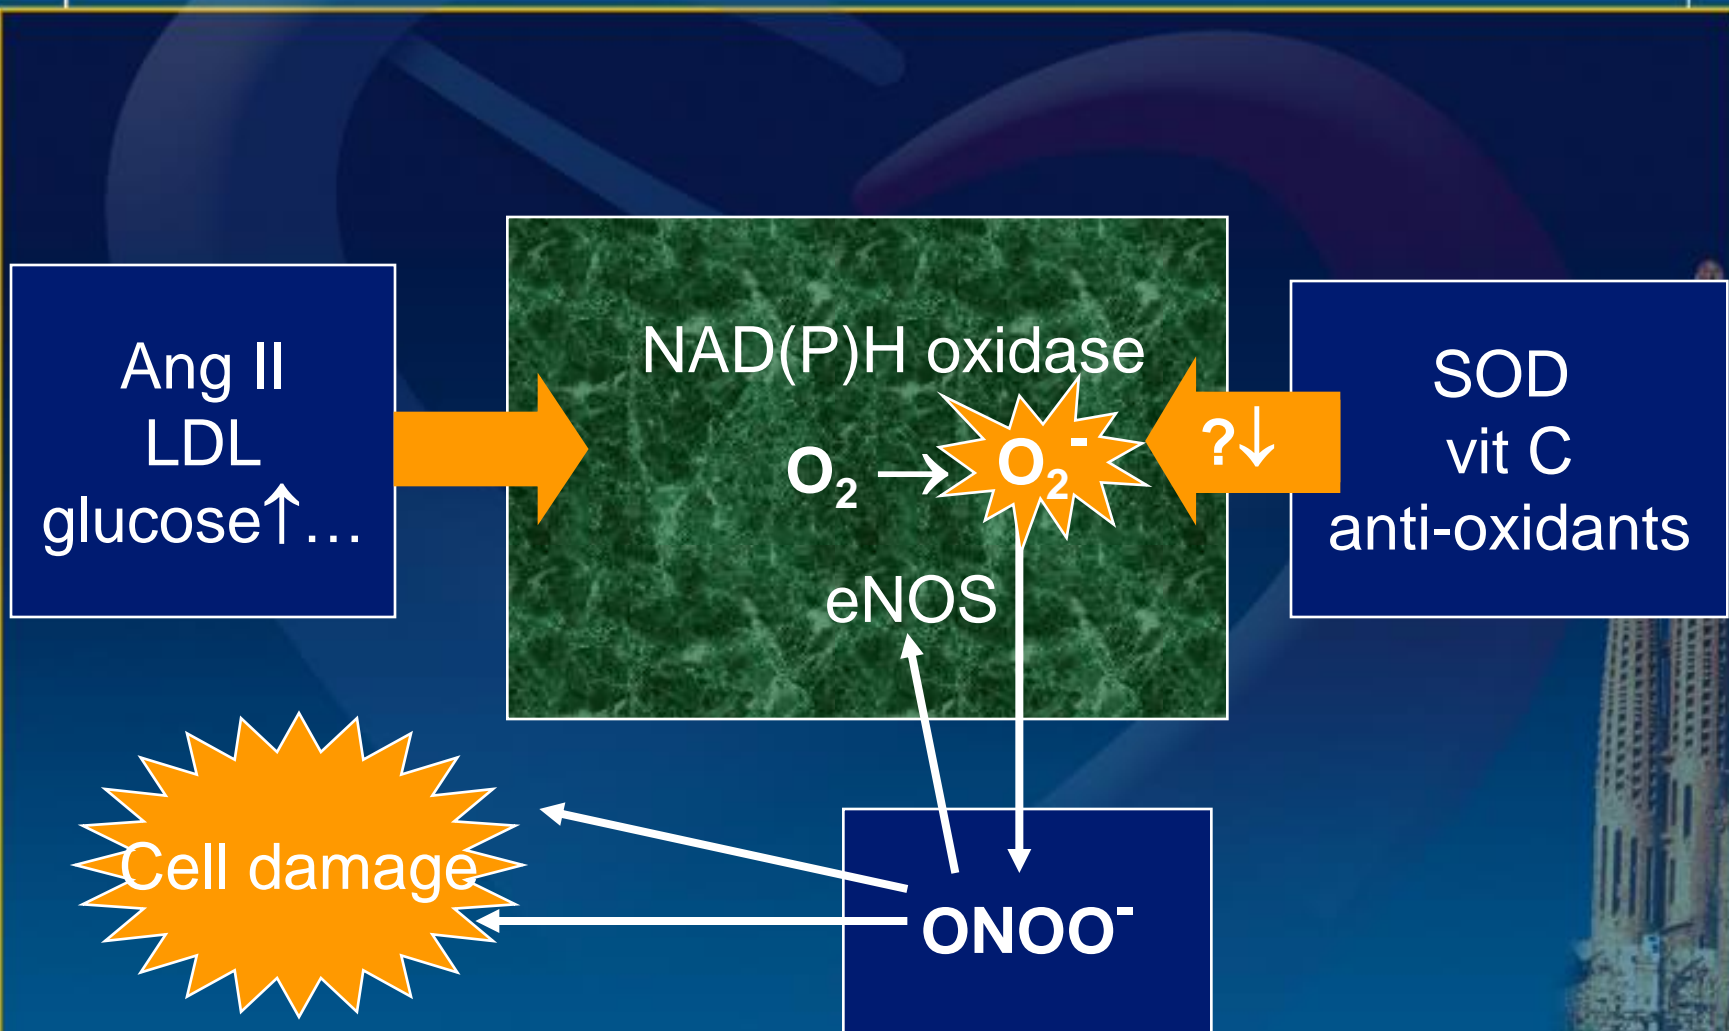 Ang II
LDL
glucose↑…
NAD(P)H oxidase
O₂ → O₂⁻
eNOS
?↓
SOD
vit C
anti-oxidants
Cell damage
ONOO⁻